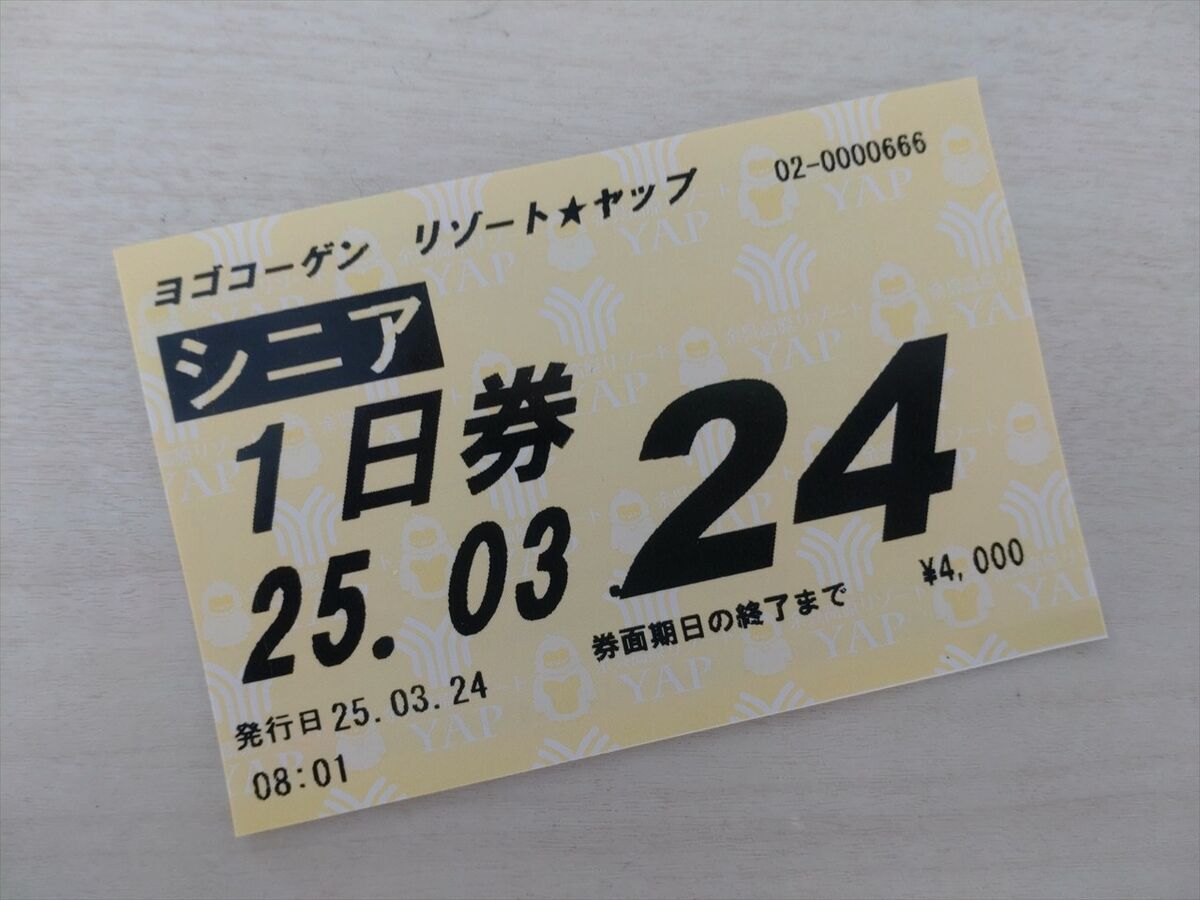 02-0000666
ヨゴコーゲン リゾート★ヤップ
シニア
1日券
25.03.24
券面期日の終了まで ¥4,000
発行日25.03.24
08:01
YAP